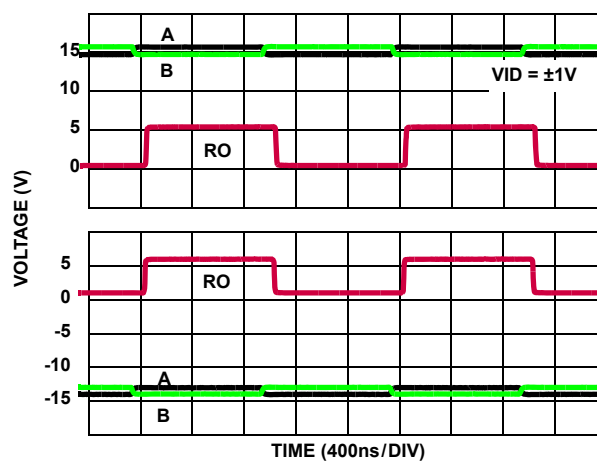 A
15
B
VID = ±1V
10
5
RO
0
VOLTAGE (V)
5
RO
0
-5
-10
A
-15
B
TIME (400ns/DIV)